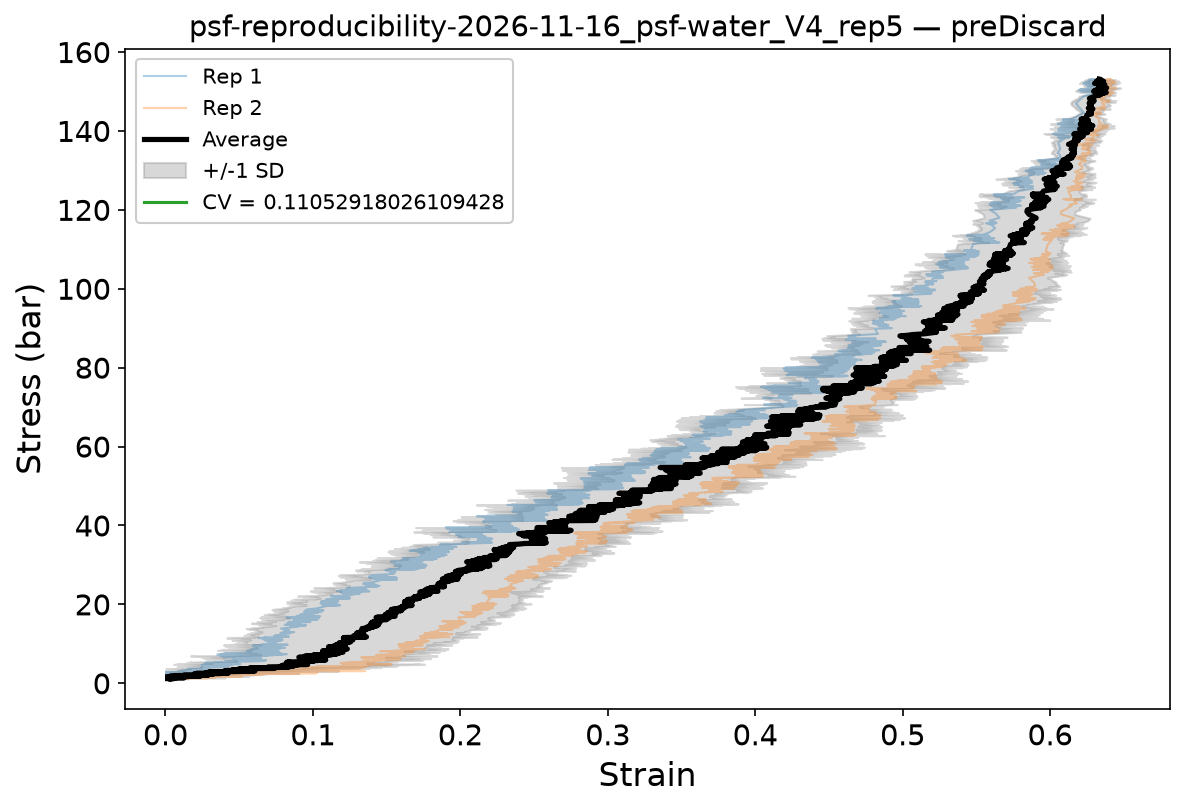 psf-reproducibility-2026-11-16_psf-water_V4_rep5 — preDiscard
160
140
120
100
80
60
40
20
0
Stress (bar)
Rep 1
Rep 2
Average
+/-1 SD
CV = 0.11052918026109428
0.0 0.1 0.2 0.3 0.4 0.5 0.6
Strain